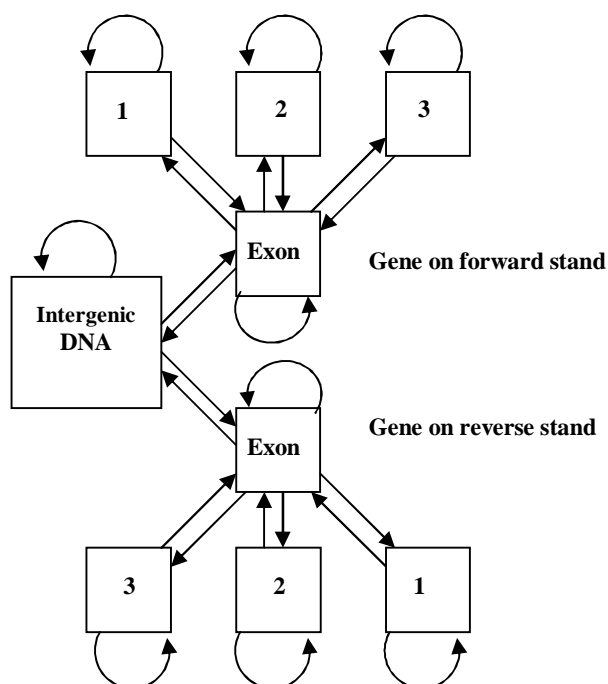 1
2
3
Exon
Gene on forward stand
Intergenic
DNA
Exon
Gene on reverse stand
3
2
1